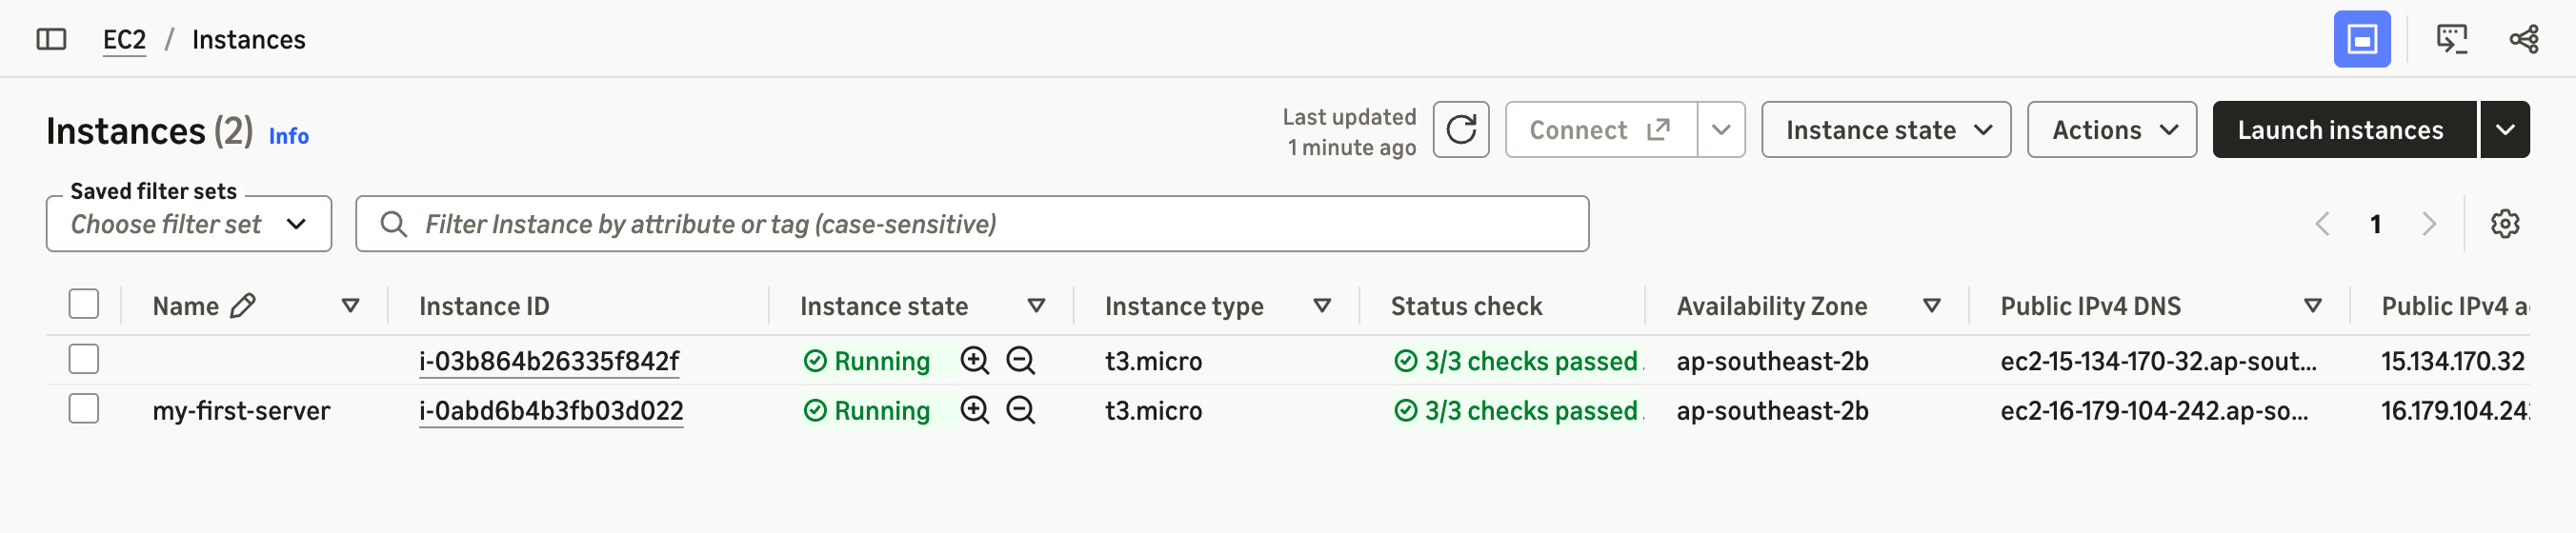 EC2 / Instances
Instances (2) Info
Last updated
1 minute ago
Connect
Instance state
Actions
Launch instances
Saved filter sets
Choose filter set
Filter Instance by attribute or tag (case-sensitive)
1
Name Instance ID Instance state Instance type Status check Availability Zone Public IPv4 DNS Public IPv4
i-03b864b26335f842f Running t3.micro 3/3 checks passed ap-southeast-2b ec2-15-134-170-32.ap-sout... 15.134.170.32
my-first-server i-0abd6b4b3fb03d022 Running t3.micro 3/3 checks passed ap-southeast-2b ec2-16-179-104-242.ap-so...